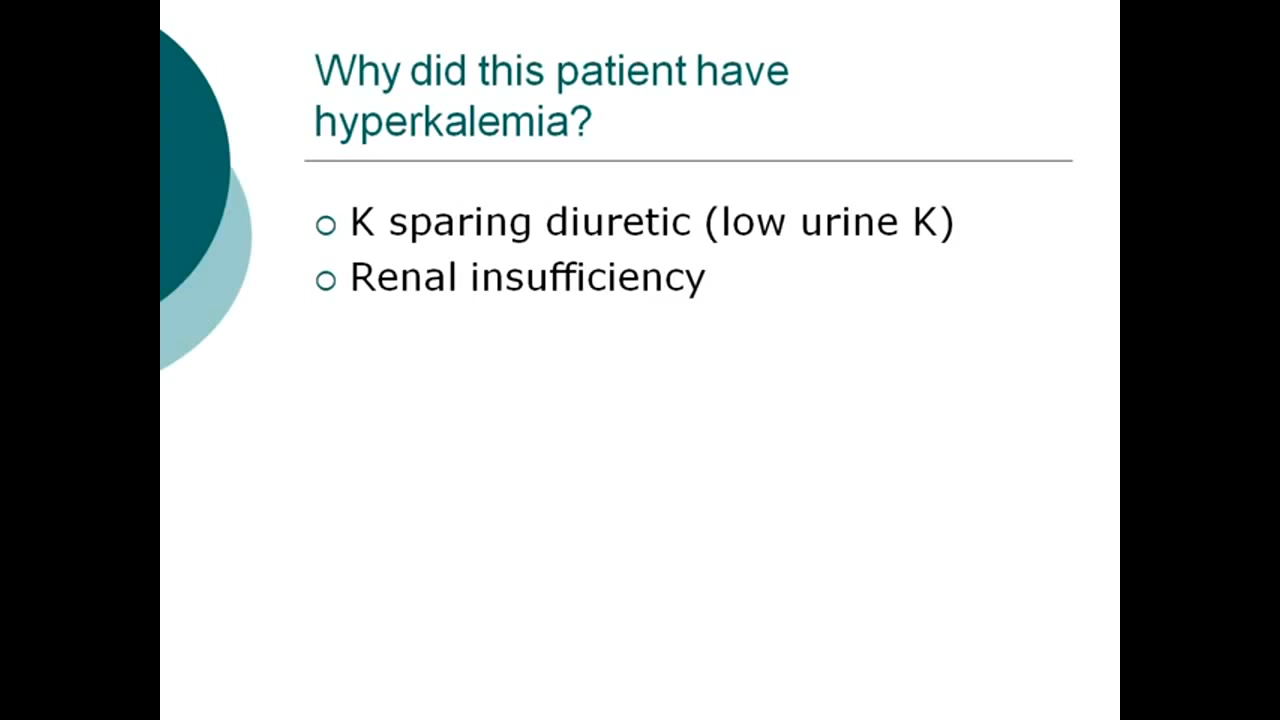 Why did this patient have
hyperkalemia?
K sparing diuretic (low urine K)
Renal insufficiency